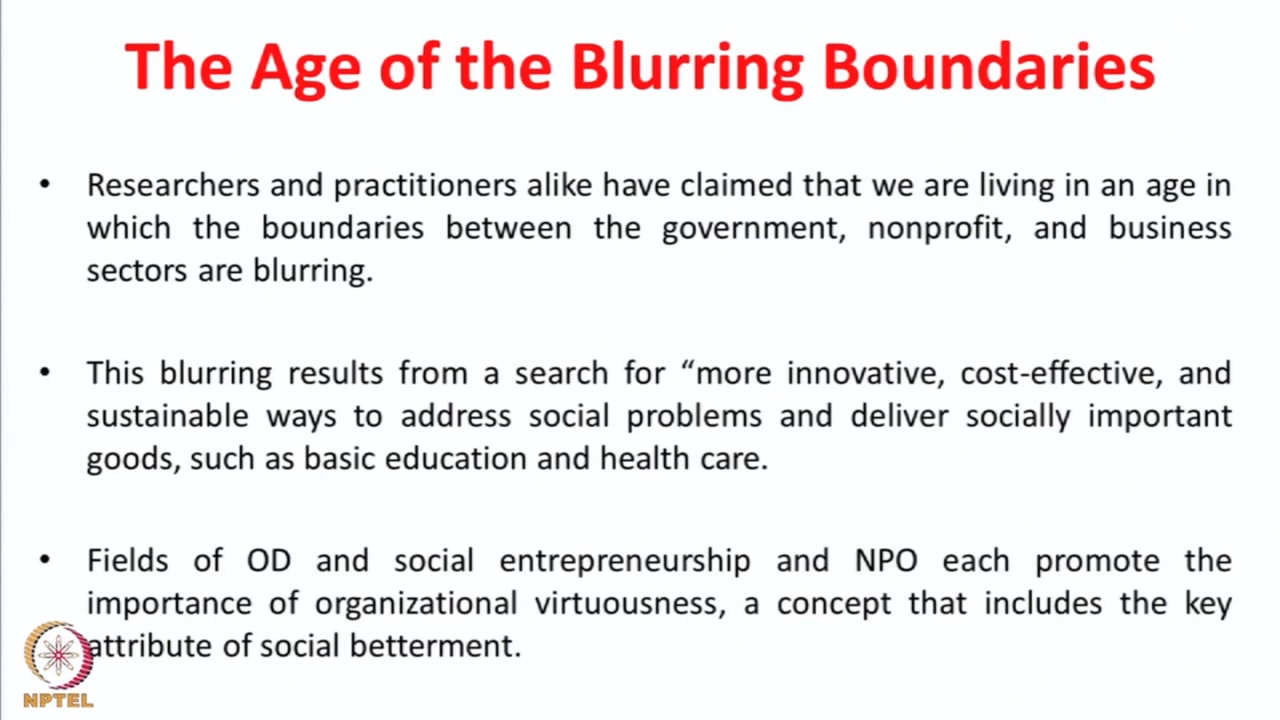 The Age of the Blurring Boundaries
• Researchers and practitioners alike have claimed that we are living in an age in
which the boundaries between the government, nonprofit, and business
sectors are blurring.
• This blurring results from a search for “more innovative, cost-effective, and
sustainable ways to address social problems and deliver socially important
goods, such as basic education and health care.
• Fields of OD and social entrepreneurship and NPO each promote the
importance of organizational virtuousness, a concept that includes the key
attribute of social betterment.
NPTEL